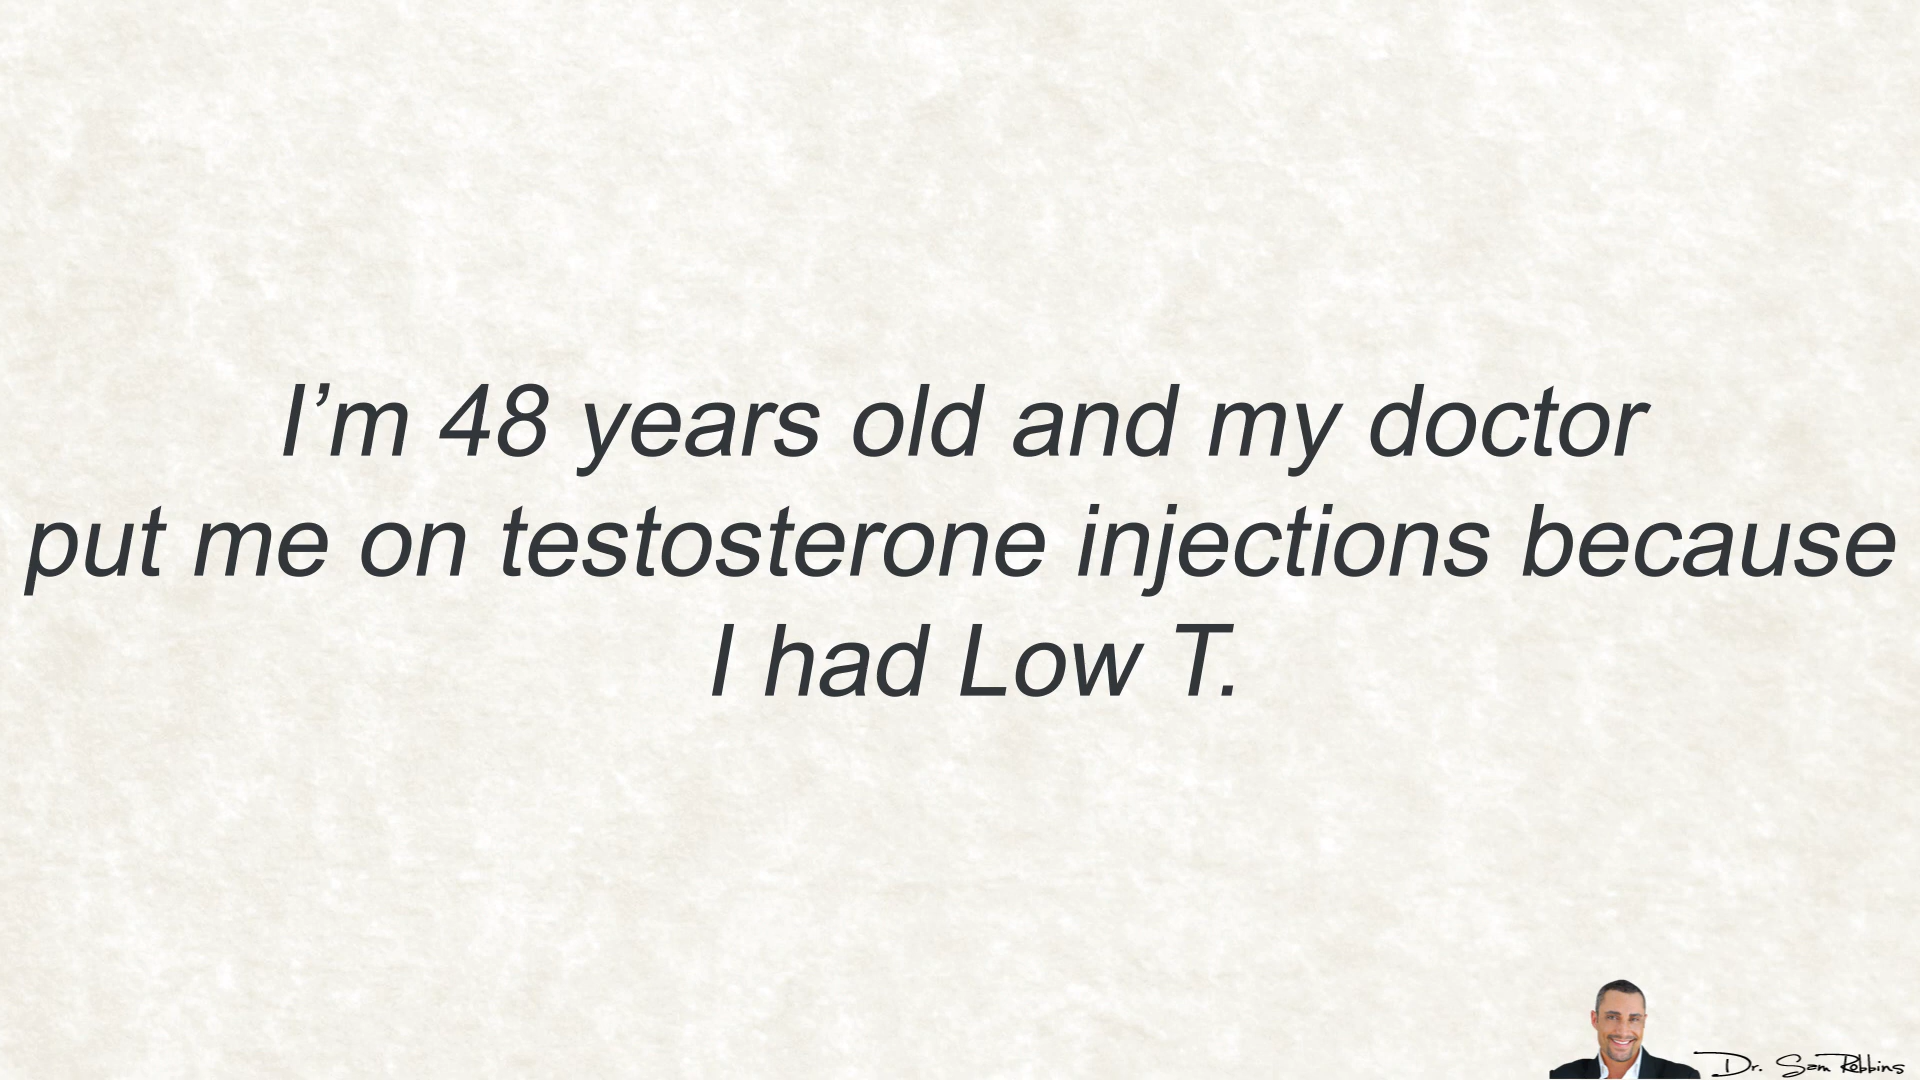 I’m 48 years old and my doctor
put me on testosterone injections because
I had Low T.
Dr. Sam Robbins